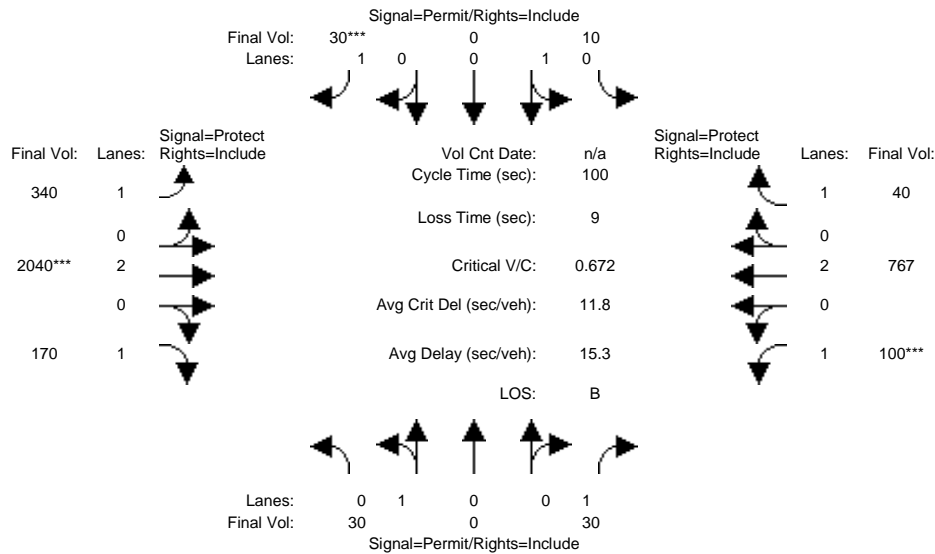 Signal=Permit/Rights=Include
Final Vol: 30*** 0 10
Lanes: 1 0 0 1 0
Signal=Protect Signal=Protect
Final Vol: Lanes: Rights=Include Vol Cnt Date: n/a Rights=Include Lanes: Final Vol:
Cycle Time (sec): 100
340 1 1 40
Loss Time (sec): 9
0 0
2040*** 2 Critical V/C: 0.672 2 767
0 Avg Crit Del (sec/veh): 11.8 0
170 1 Avg Delay (sec/veh): 15.3 1 100***
LOS: B
Lanes: 0 1 0 0 1
Final Vol: 30 0 30
Signal=Permit/Rights=Include